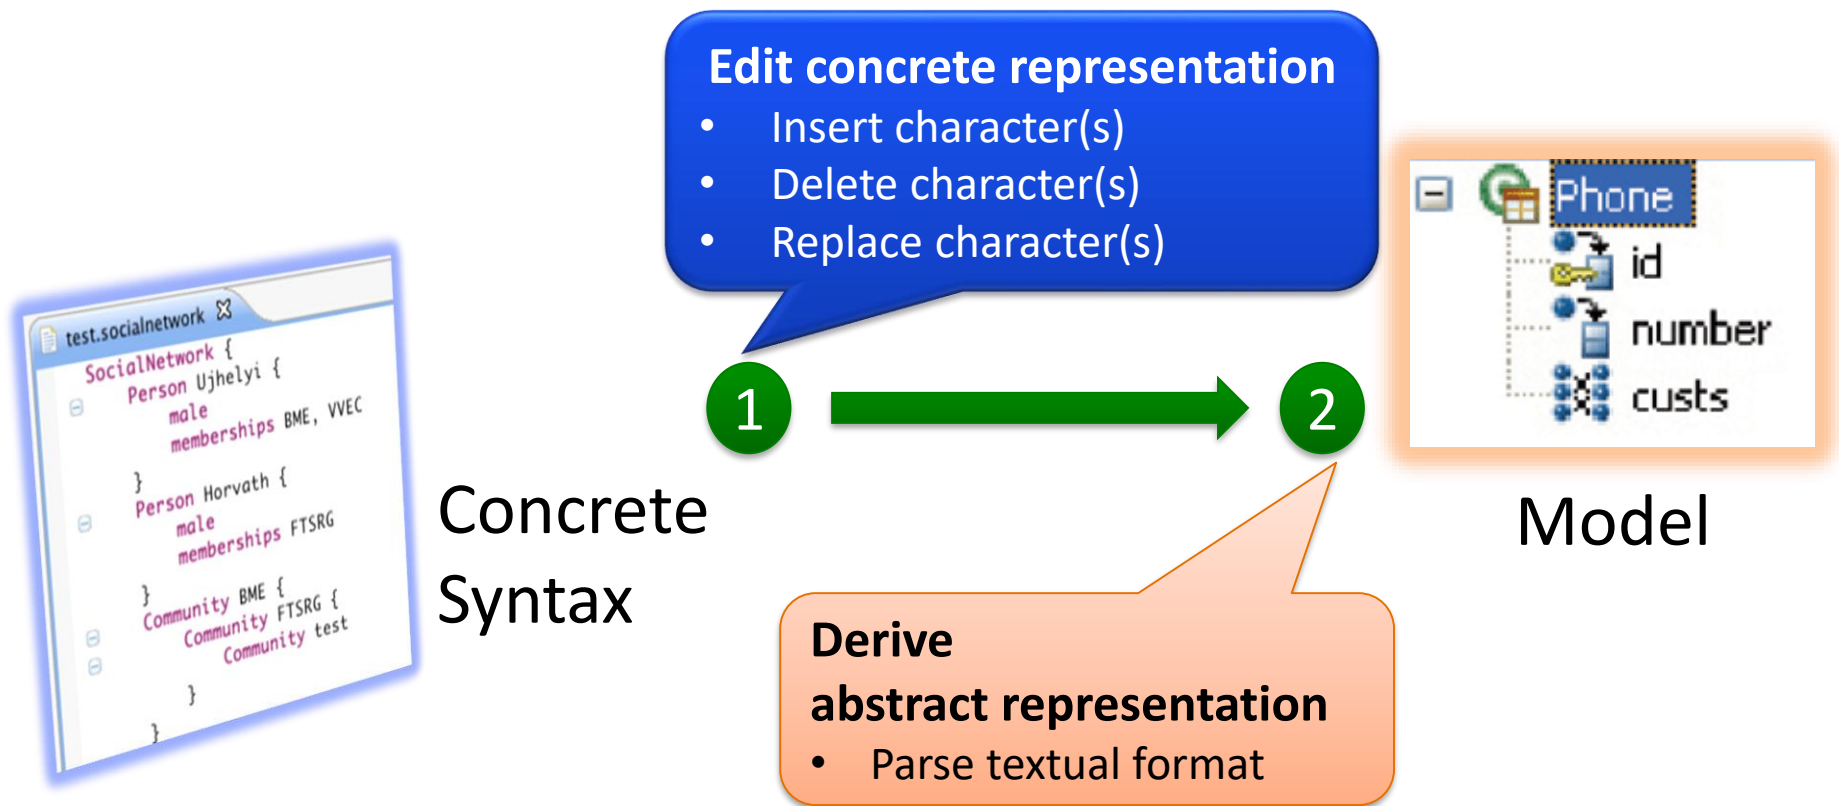 Edit concrete representation
• Insert character(s)
• Delete character(s)
• Replace character(s)
test.socialnetwork
SocialNetwork {
Person Ujhelyi {
male
memberships BME, VVEC
}
Person Horvath {
male
memberships FTSRG
}
Community BME {
Community FTSRG {
Community test
}
}
Concrete
Syntax
1
2
Phone
id
number
custs
Model
Derive
abstract representation
• Parse textual format